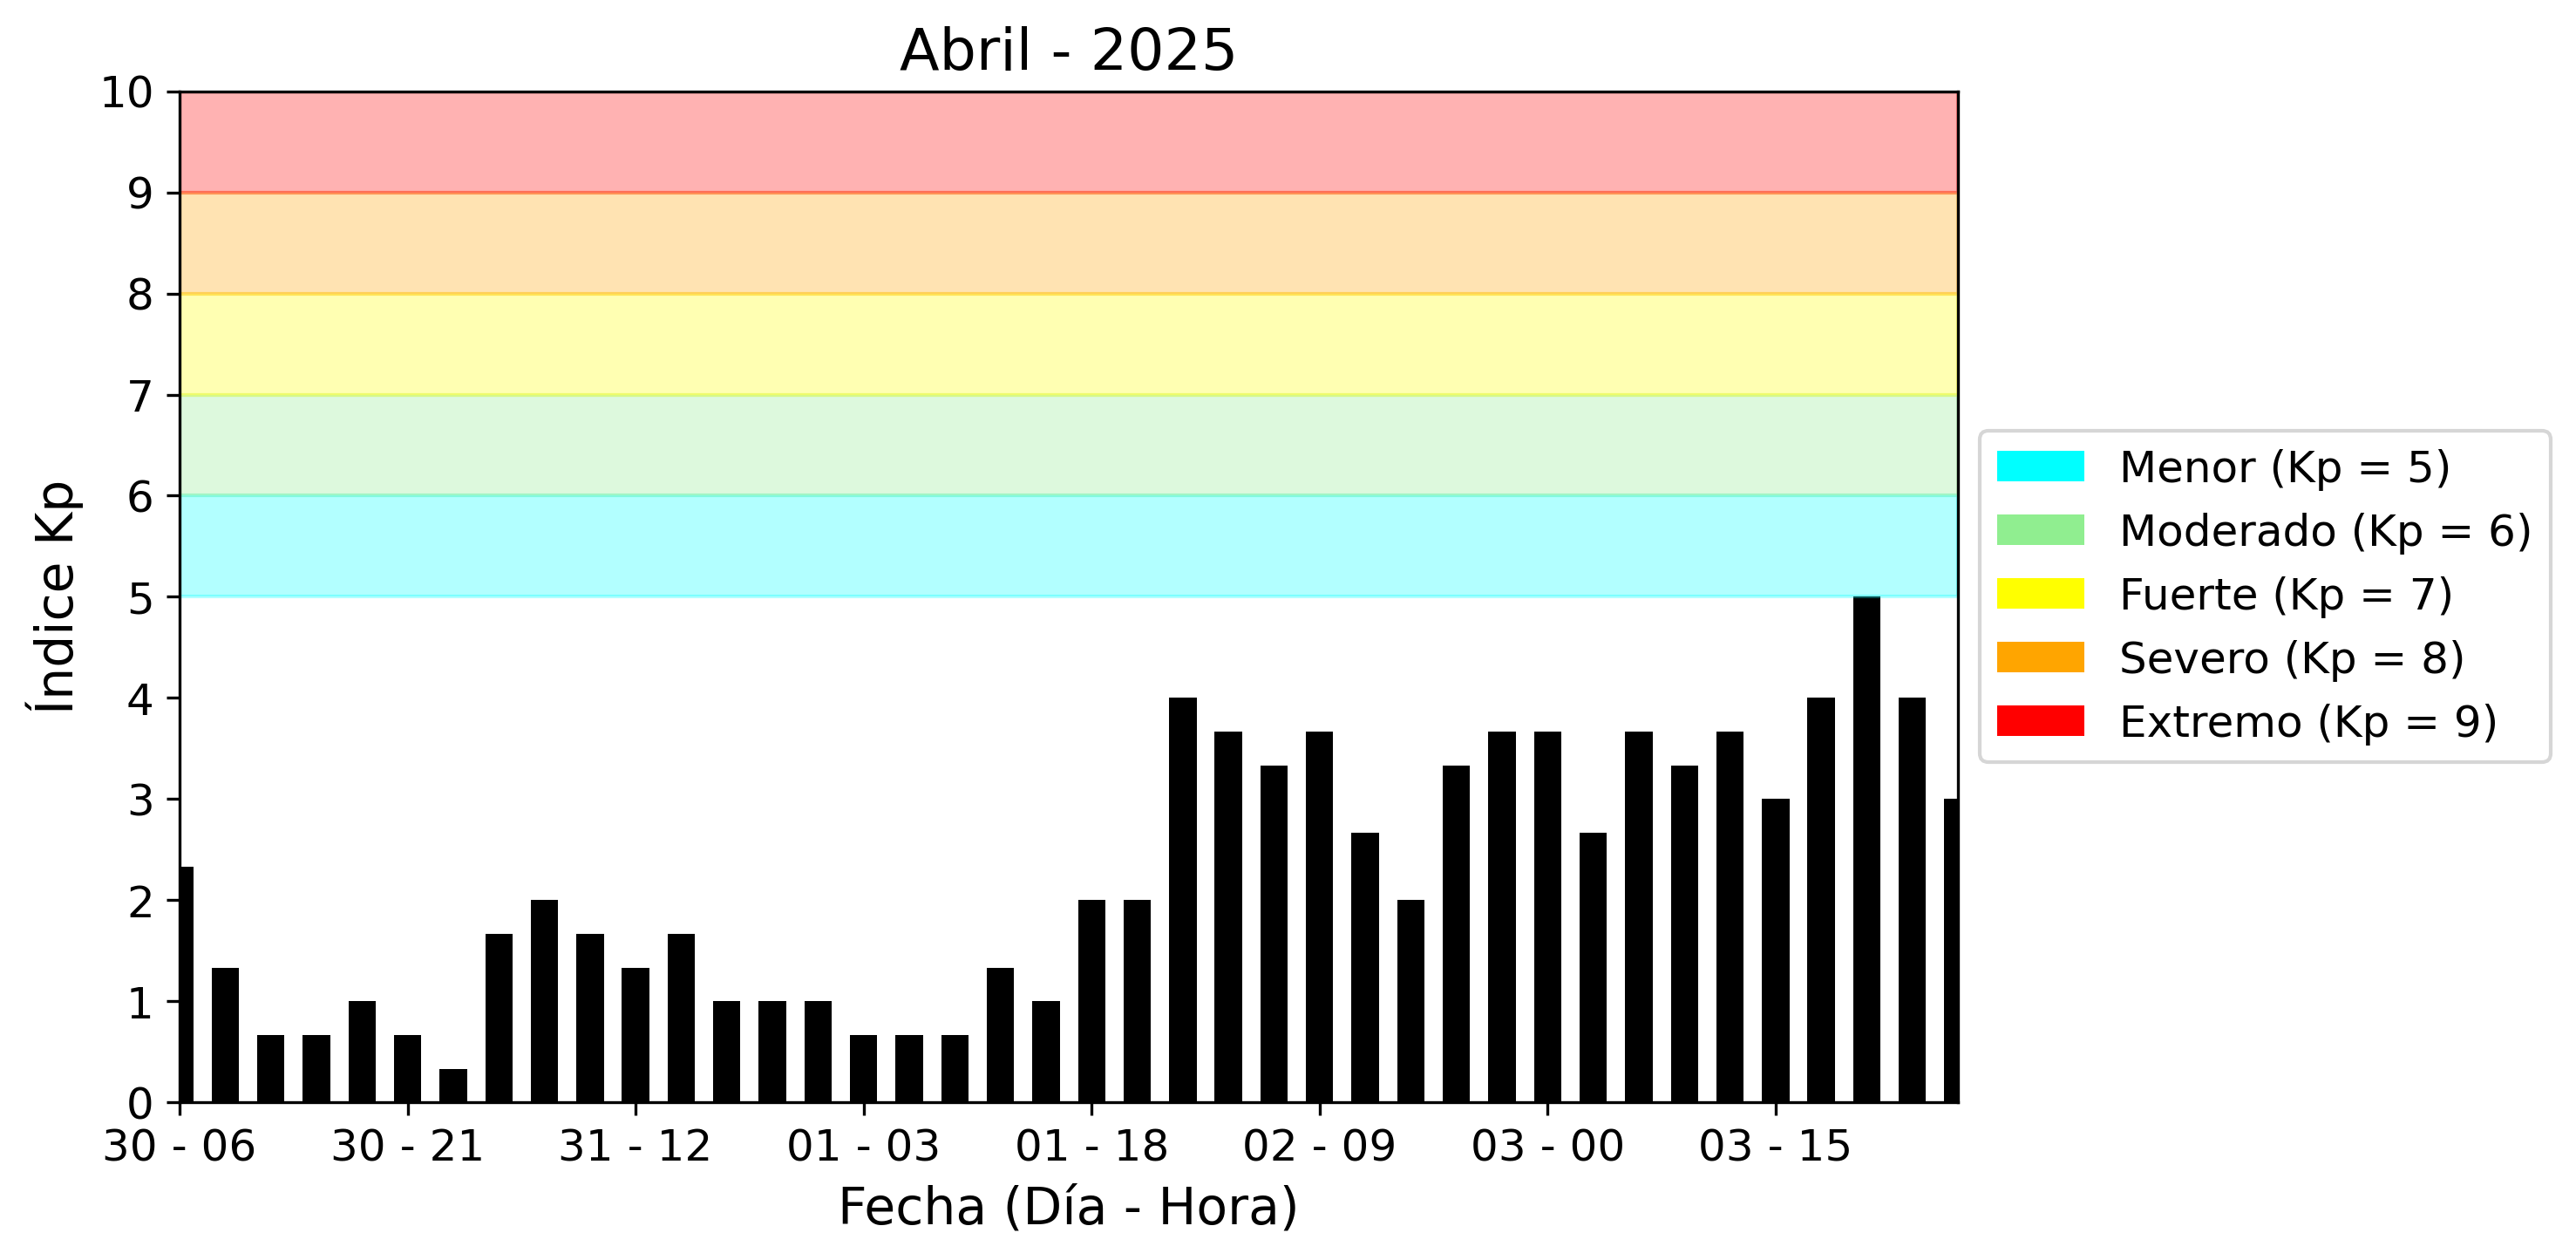 Abril - 2025
10
9
8
7
6
5
4
3
2
1
0
Índice Kp
30 - 06
30 - 21
31 - 12
01 - 03
01 - 18
02 - 09
03 - 00
03 - 15
Fecha (Día - Hora)
Menor (Kp = 5)
Moderado (Kp = 6)
Fuerte (Kp = 7)
Severo (Kp = 8)
Extremo (Kp = 9)